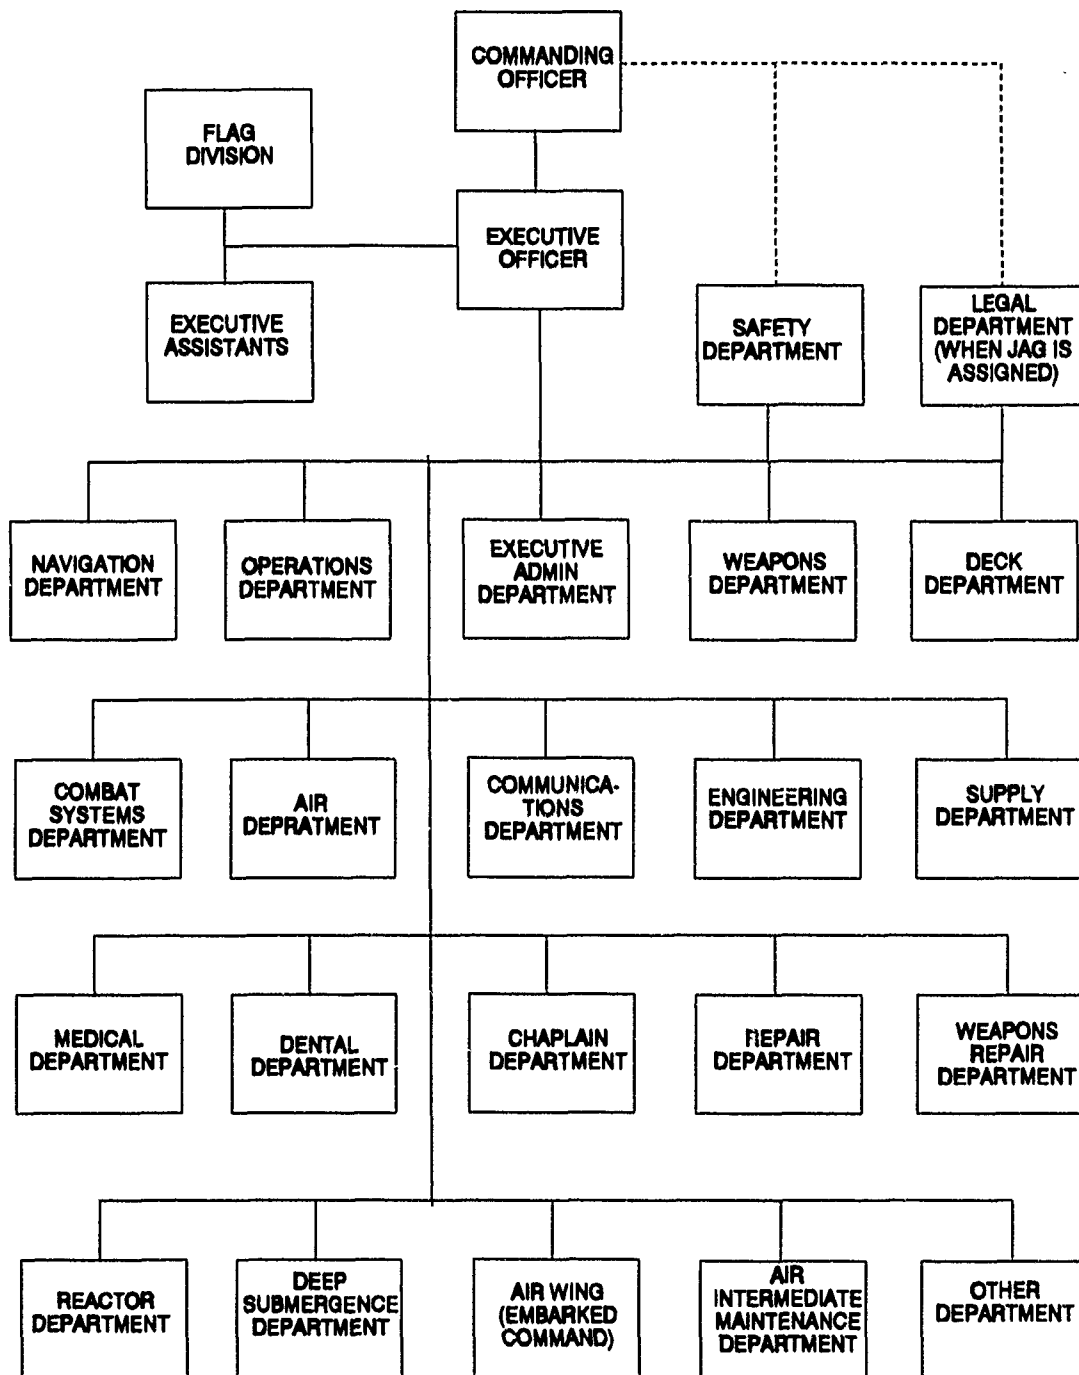 COMMANDING
OFFICER
FLAG
DIVISION
EXECUTIVE
OFFICER
EXECUTIVE
ASSISTANTS
SAFETY
DEPARTMENT
LEGAL
DEPARTMENT
(WHEN JAG IS
ASSIGNED)
NAVIGATION
DEPARTMENT
OPERATIONS
DEPARTMENT
EXECUTIVE
ADMIN
DEPARTMENT
WEAPONS
DEPARTMENT
DECK
DEPARTMENT
COMBAT
SYSTEMS
DEPARTMENT
AIR
DEPRATMENT
COMMUNICA-
TIONS
DEPARTMENT
ENGINEERING
DEPARTMENT
SUPPLY
DEPARTMENT
MEDICAL
DEPARTMENT
DENTAL
DEPARTMENT
CHAPLAIN
DEPARTMENT
REPAIR
DEPARTMENT
WEAPONS
REPAIR
DEPARTMENT
REACTOR
DEPARTMENT
DEEP
SUBMERGENCE
DEPARTMENT
AIR WING
(EMBARKED
COMMAND)
AIR
INTERMEDIATE
MAINTENANCE
DEPARTMENT
OTHER
DEPARTMENT